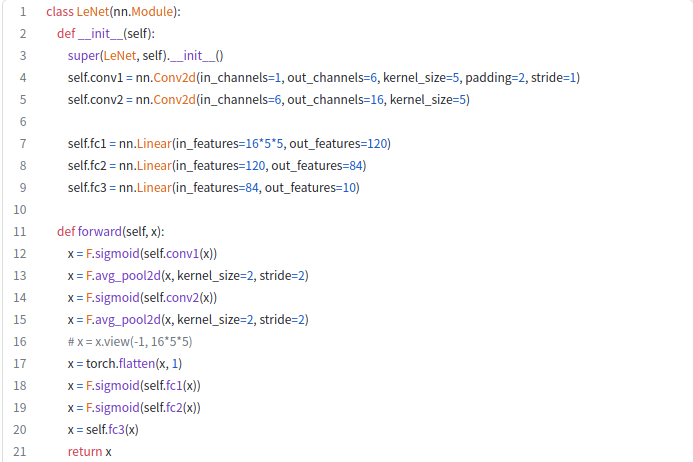 1 class LeNet(nn.Module):
2 def __init__(self):
3 super(LeNet, self).__init__()
4 self.conv1 = nn.Conv2d(in_channels=1, out_channels=6, kernel_size=5, padding=2, stride=1)
5 self.conv2 = nn.Conv2d(in_channels=6, out_channels=16, kernel_size=5)
6
7 self.fc1 = nn.Linear(in_features=16*5*5, out_features=120)
8 self.fc2 = nn.Linear(in_features=120, out_features=84)
9 self.fc3 = nn.Linear(in_features=84, out_features=10)
10
11 def forward(self, x):
12 x = F.sigmoid(self.conv1(x))
13 x = F.avg_pool2d(x, kernel_size=2, stride=2)
14 x = F.sigmoid(self.conv2(x))
15 x = F.avg_pool2d(x, kernel_size=2, stride=2)
16 # x = x.view(-1, 16*5*5)
17 x = torch.flatten(x, 1)
18 x = F.sigmoid(self.fc1(x))
19 x = F.sigmoid(self.fc2(x))
20 x = self.fc3(x)
21 return x